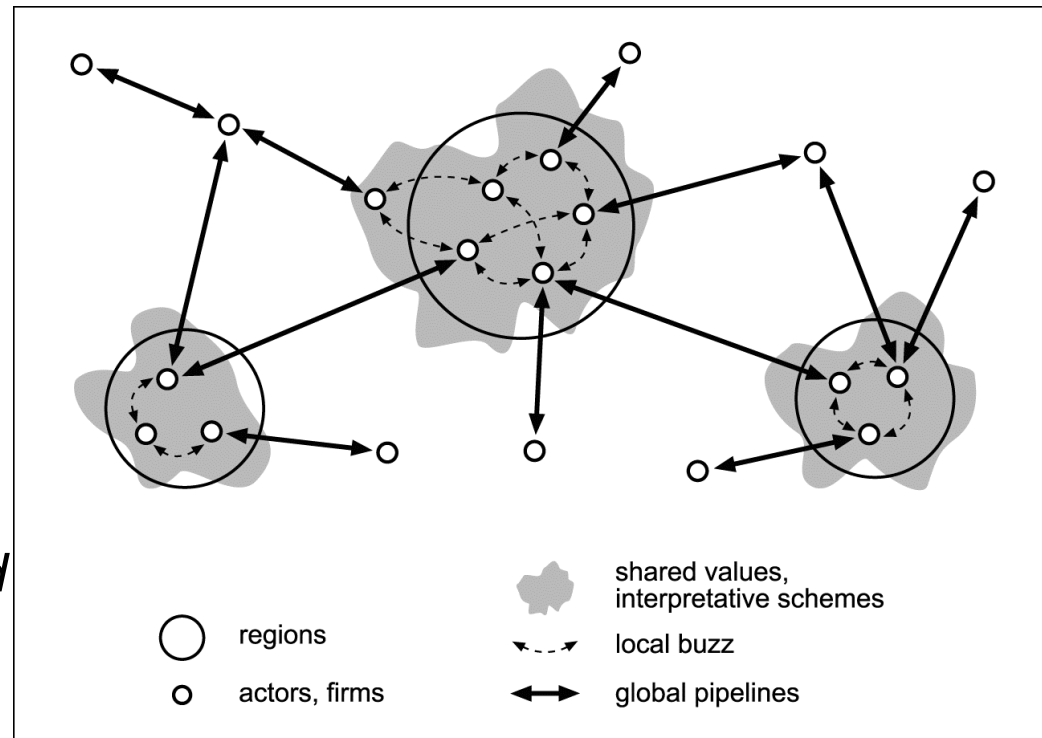 shared values,
interpretative schemes
regions
local buzz
actors, firms
global pipelines